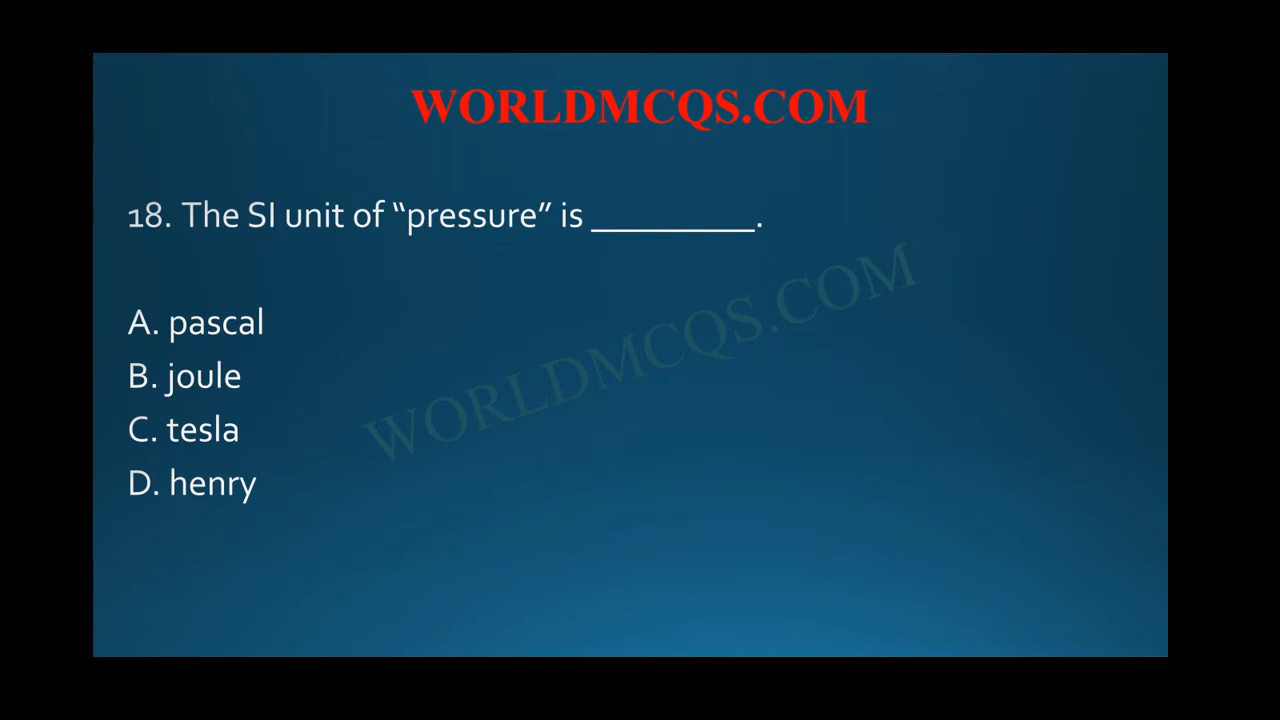 WORLDMCQS.COM
18. The SI unit of “pressure” is _________.
WORLDMCQS.COM
A. pascal
B. joule
C. tesla
D. henry